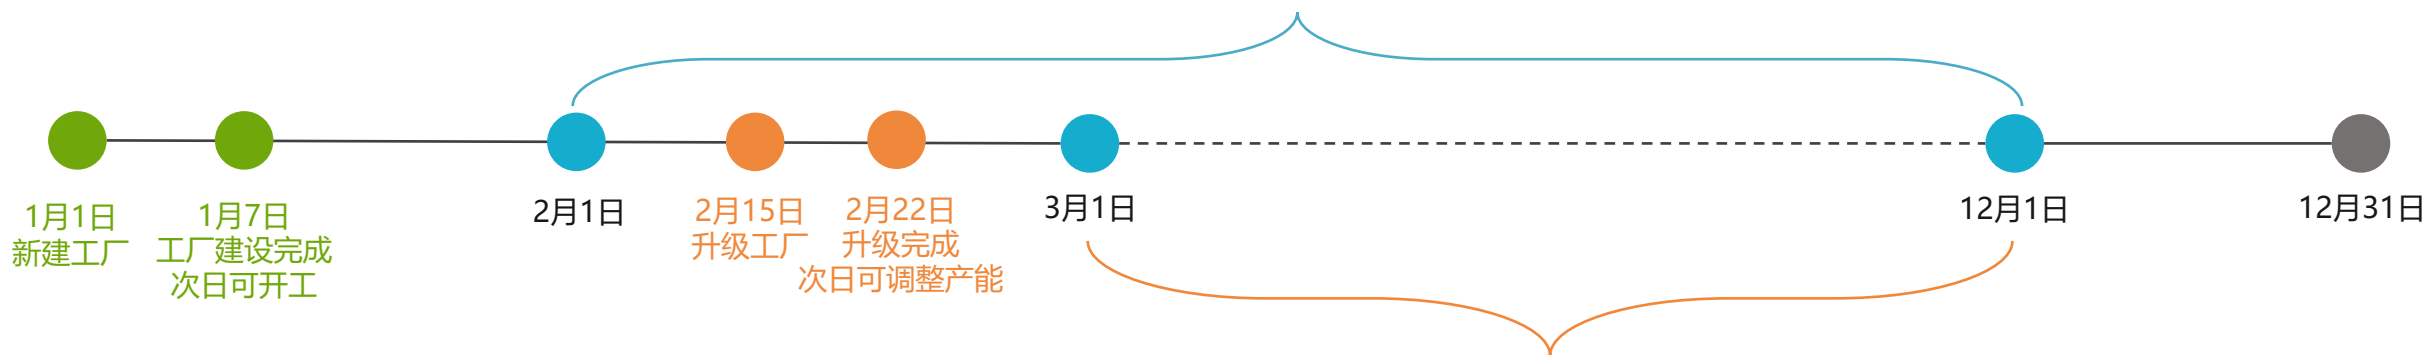 1月1日
新建工厂
1月7日
工厂建设完成
次日可开工
2月1日
2月15日
升级工厂
2月22日
升级完成
次日可调整产能
3月1日
12月1日
12月31日